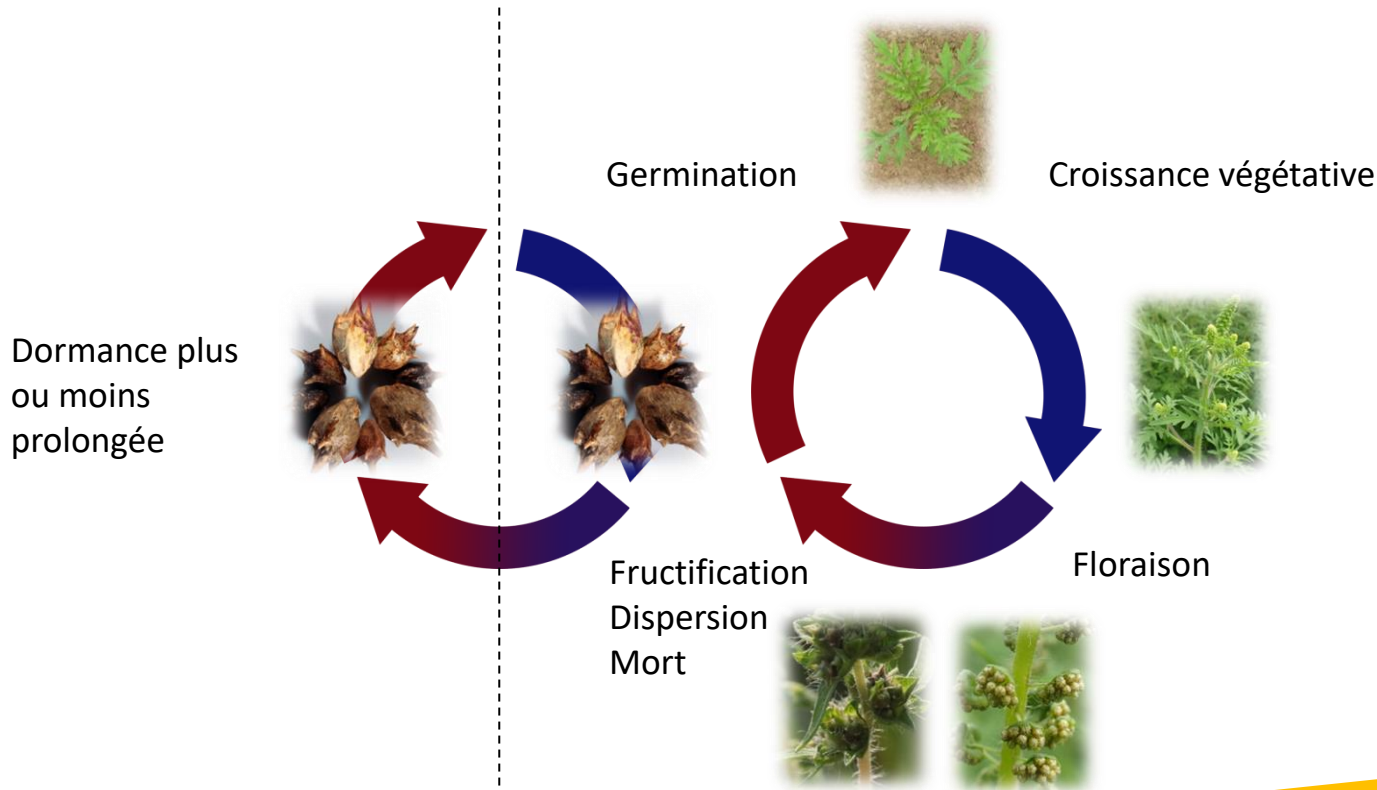 Germination
Croissance végétative
Dormance plus
ou moins
prolongée
Fructification
Dispersion
Mort
Floraison